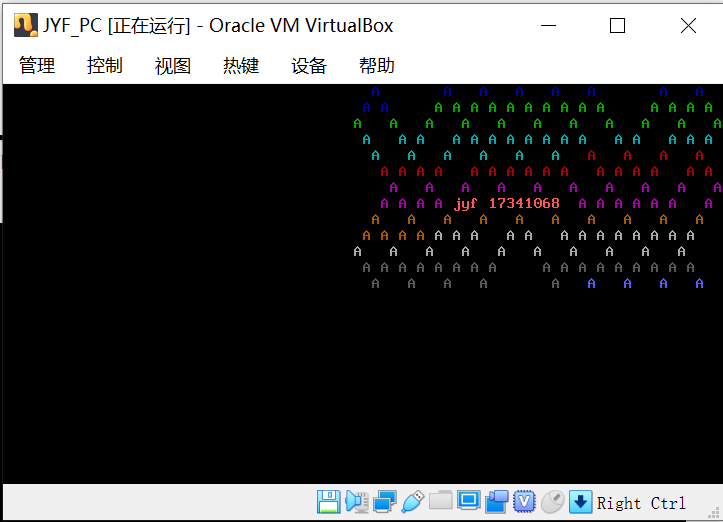 JYF_PC [正在运行] - Oracle VM VirtualBox
管理 控制 视图 热键 设备 帮助
A A A A A A A A
A A A A A A A A A A A A A A A A
A A A A A A A A A A A
A A A A A A A A A A A A A A A A
A A A A A A A A A A
A A A A A A A A A A A A A A A A
A A A A A A A A A A
A A A A jyf 17341068 A A A A A A A
A A A A A A A A A A
A A A A A A A A A A A A A A A A A
A A A A A A A A A A
A A A A A A A A A A A A A A A A A
A A A A A A A A A
Right Ctrl